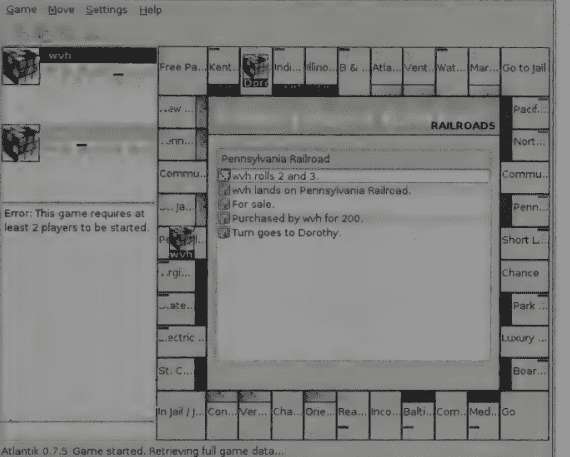 Game Move Settings Help
wvh
Error: This game requires at
least 2 players to be started.
Free Pa... Kent... Indi... Illino... B & ... Atla... Vent... Wat... Mar... Go to Jail
Dor
Commu...
wvh
St. C...
In Jail / J... Con... Ver... Cha... Orie... Rea... Inco... Balti... Com... Med... Go
RAILROADS
Pennsylvania Railroad
wvh rolls 2 and 3.
wvh lands on Pennsylvania Railroad.
For sale.
Purchased by wvh for 200.
Turn goes to Dorothy.
Pacif...
Nort...
Commu...
Penn...
Short L...
Chance
Park ...
Luxury ...
Boar...
Atlantik 0.7.5 Game started. Retrieving full game data...